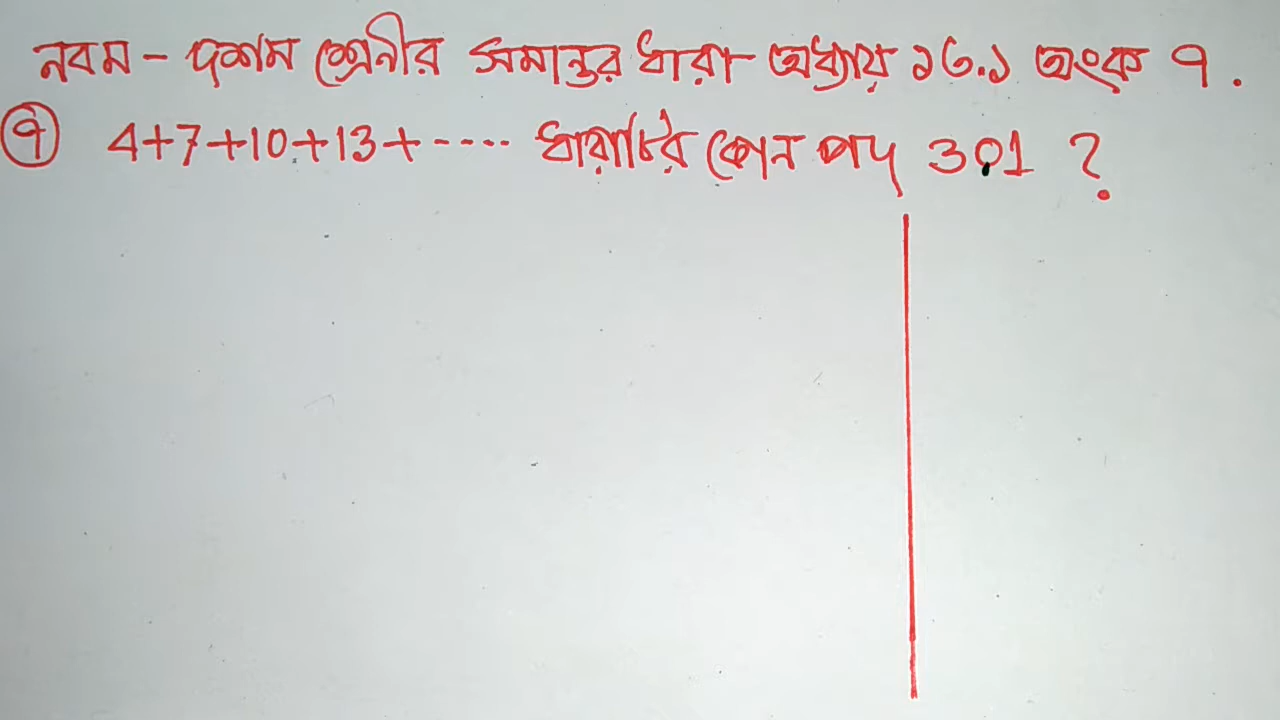 নবম - দশম শ্রেনীর সমান্তর ধারা অধ্যায় ১৩.১ অংক ৭.
৭ 4+7+10+13+---- ধারাটির কোন পদ 301 ?